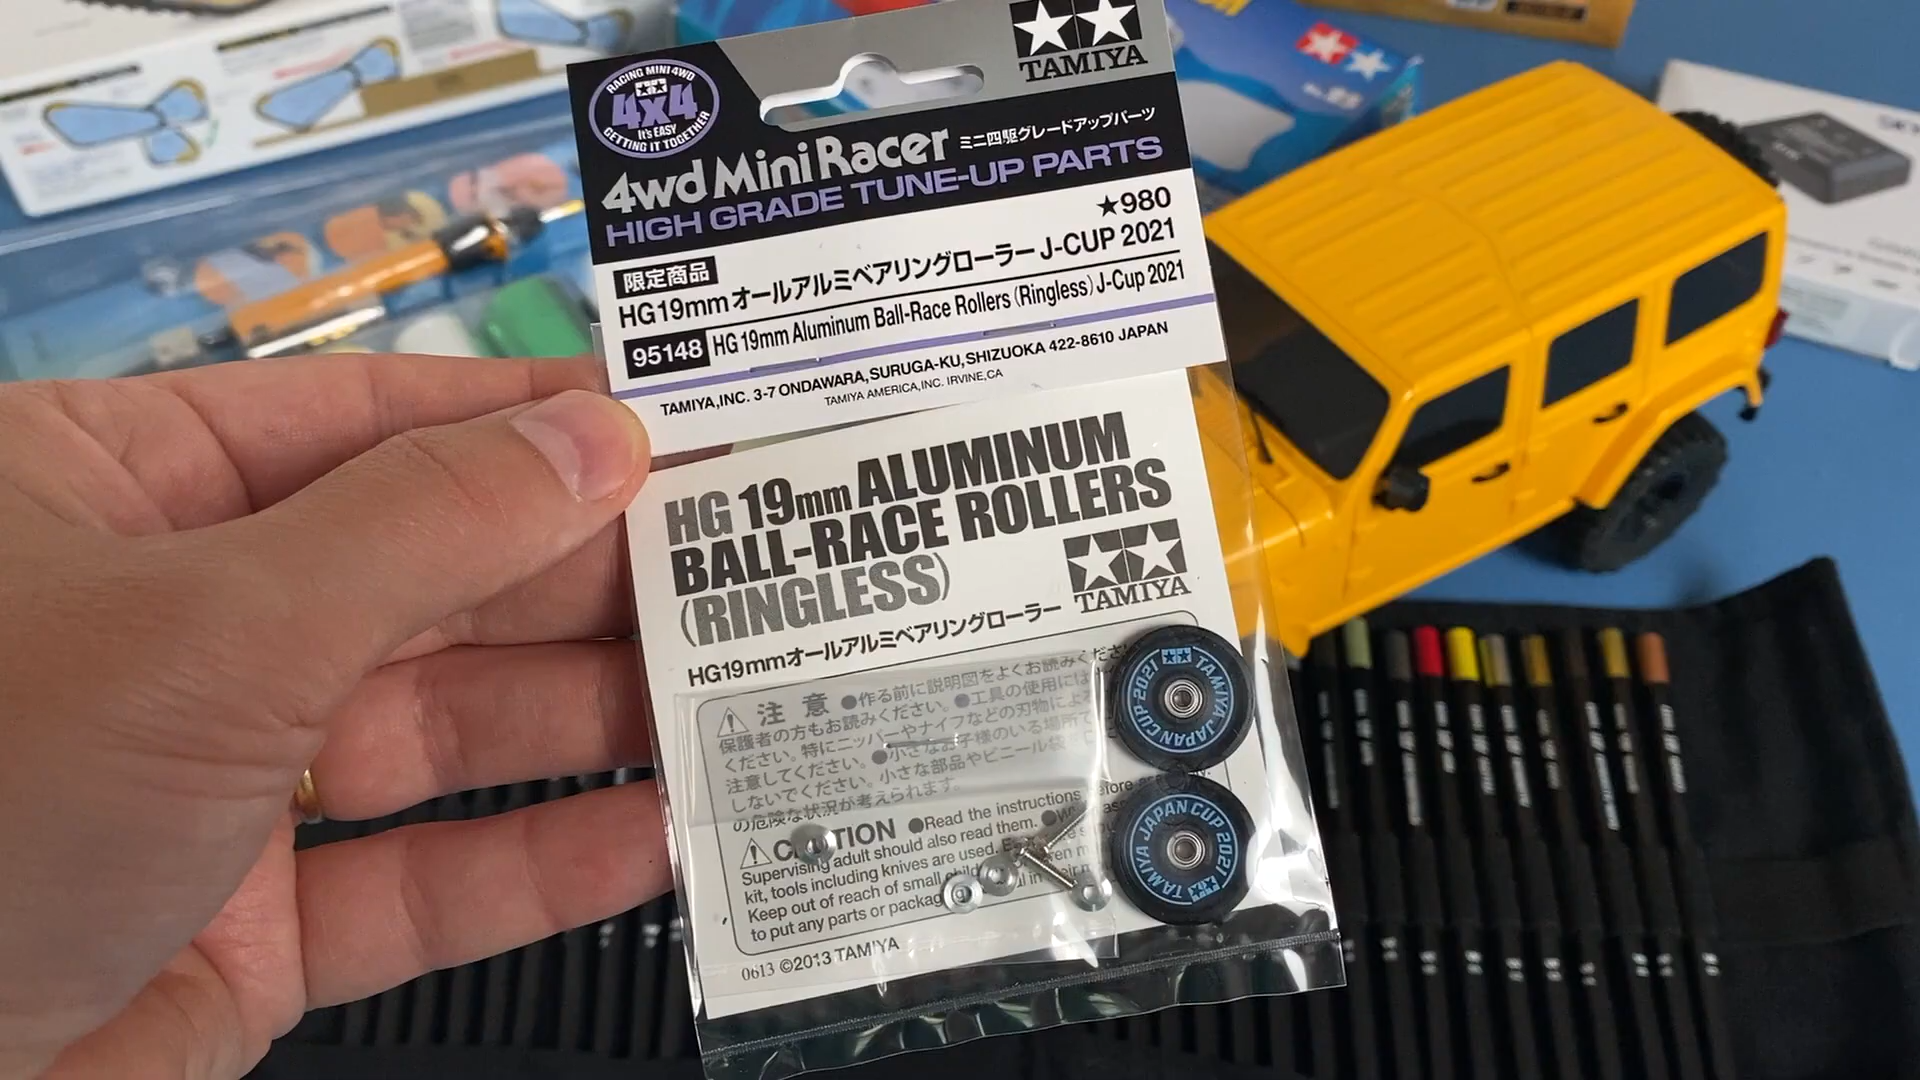 TAMIYA
RACING MINI 4WD
4x4
It's EASY
GETTING IT TOGETHER
4wd Mini Racer ミニ四駆グレードアップパーツ
HIGH GRADE TUNE-UP PARTS
★980
限定商品
HG19mmオールアルミベアリングローラー J-CUP 2021
95148 HG 19mm Aluminum Ball-Race Rollers (Ringless) J-Cup 2021
TAMIYA,INC. 3-7 ONDAWARA,SURUGA-KU,SHIZUOKA 422-8610 JAPAN
TAMIYA AMERICA,INC. IRVINE,CA
HG 19mm ALUMINUM
BALL-RACE ROLLERS
(RINGLESS)
TAMIYA
HG19mmオールアルミベアリングローラー
注意 ●作る前に説明図をよくお読みくださ
保護者の方もお読みください。●工具の使用には
ください。特にニッパーやナイフなどの刃物によ
注意してください。●小さなお子様のいる場所で
しないでください。小さな部品やビニール袋
の危険な状況が考えられます。
CAUTION ●Read the instructions before
Supervising adult should also read them.
kit, tools including knives are used.
Keep out of reach of small
to put any parts or
0613 ©2013 TAMIYA
TAMIYA JAPAN CUP 2021
TAMIYA JAPAN CUP 2021